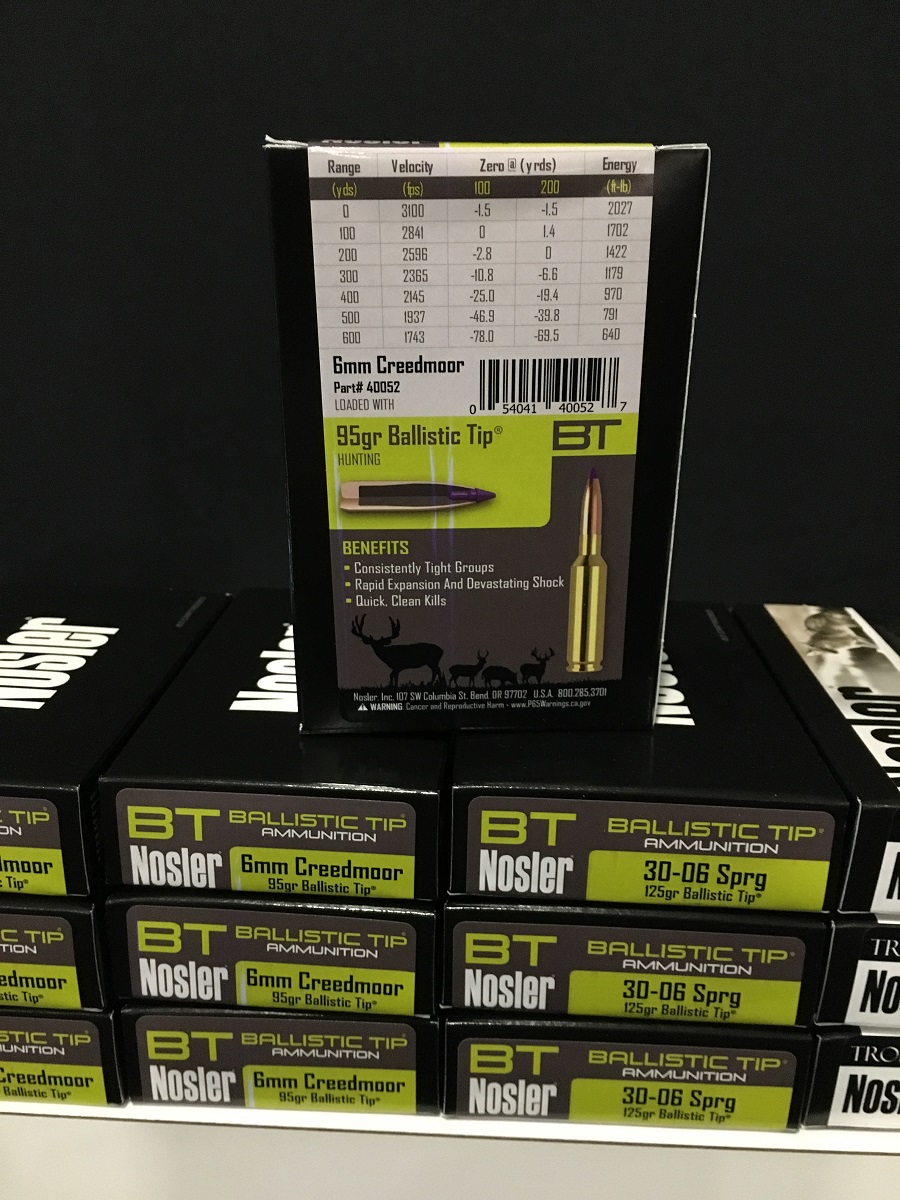 Nosler
Range Velocity Zero @ (yrds) Energy
(yds) (fps) 100 200 (ft-lb)
0 3100 -1.5 -1.5 2027
100 2841 0 1.4 1702
200 2596 -2.8 0 1422
300 2365 -10.8 -6.6 1179
400 2145 -25.0 -19.4 970
500 1937 -46.9 -39.8 791
600 1743 -78.0 -69.5 640
6mm Creedmoor
Part# 40052
LOADED WITH
0 54041 40052 7
95gr Ballistic Tip® BT
HUNTING
BENEFITS
▪ Consistently Tight Groups
▪ Rapid Expansion And Devastating Shock
▪ Quick, Clean Kills
Nosler, Inc. 107 SW Columbia St. Bend, OR 97702 U.S.A. 800.285.3701
⚠ WARNING Cancer and Reproductive Harm - www.P65Warnings.ca.gov
Nosler
BT BALLISTIC TIP®
AMMUNITION
Nosler 6mm Creedmoor
95gr Ballistic Tip®
BT BALLISTIC TIP®
AMMUNITION
Nosler 30-06 Sprg
125gr Ballistic Tip®
BT BALLISTIC TIP®
AMMUNITION
Nosler 6mm Creedmoor
95gr Ballistic Tip®
BT BALLISTIC TIP®
AMMUNITION
Nosler 30-06 Sprg
125gr Ballistic Tip®
BT BALLISTIC TIP®
AMMUNITION
Nosler 6mm Creedmoor
95gr Ballistic Tip®
BT BALLISTIC TIP®
AMMUNITION
Nosler 30-06 Sprg
125gr Ballistic Tip®